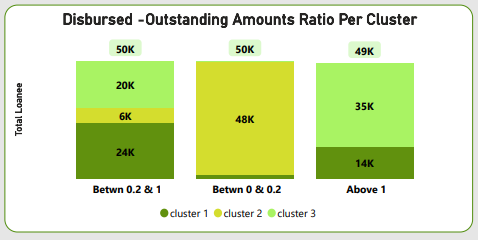 Disbursed -Outstanding Amounts Ratio Per Cluster
50K 50K 49K
20K
6K
24K
48K
35K
14K
Total Loanee
Betwn 0.2 & 1 Betwn 0 & 0.2 Above 1
cluster 1 cluster 2 cluster 3